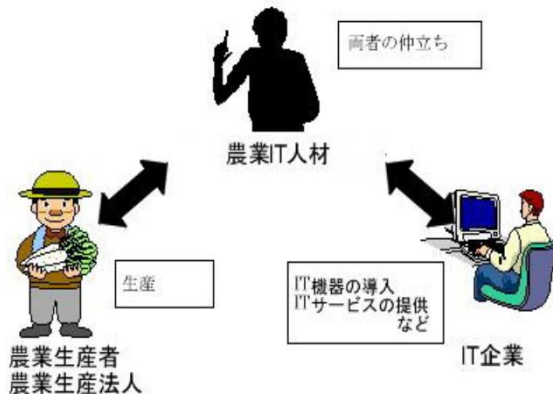 両者の仲立ち
農業IT人材
生産
IT機器の導入
ITサービスの提供
など
農業生産者
農業生産法人
IT企業